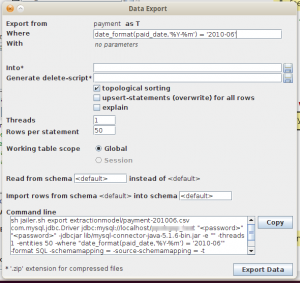 Data Export
Export from payment as T
Where date_format(paid_date,'%Y-%m') = '2010-06'
With no parameters
Into*
Generate delete-script*
topological sorting
upsert-statements (overwrite) for all rows
explain
Threads 1
Rows per statement 50
Working table scope Global
Session
Read from schema <default> instead of <default>
Import rows from schema <default> into schema <default>
Command line
sh jailer.sh export extractionmodel/payment-201006.csv
com.mysql.jdbc.Driver jdbc:mysql://localhost/ "<password>"
"<password>" -jdbcjar lib/mysql-connector-java-5.1.6-bin.jar -e "" -threads
1 -entities 50 -where "date_format(paid_date,'%Y-%m') = '2010-06'"
-format SQL -schemamapping = -source-schemamapping = -t
Copy
* '.zip' extension for compressed files
Export Data